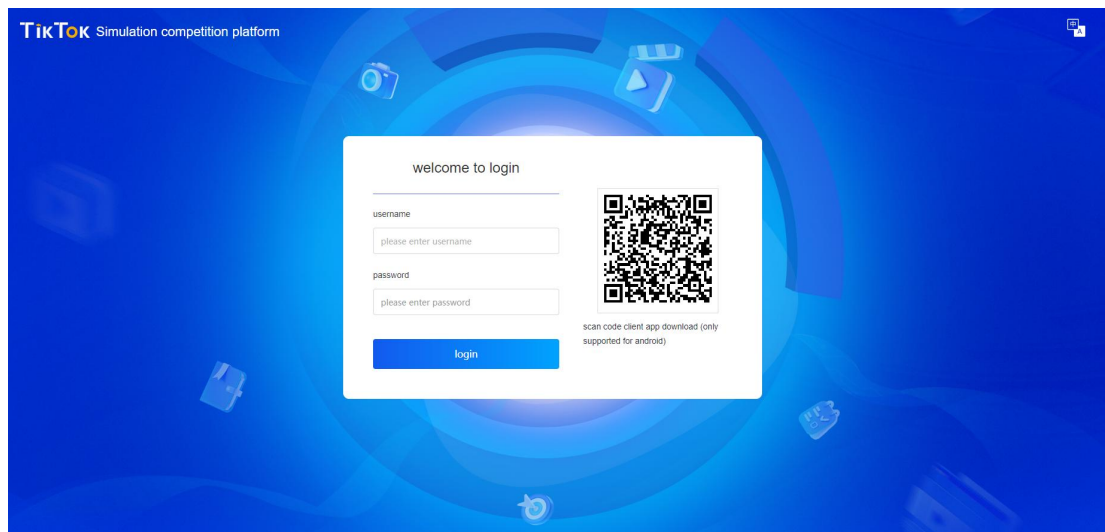 TikTok Simulation competition platform
中 A
welcome to login
username
please enter username
password
please enter password
login
scan code client app download (only
supported for android)